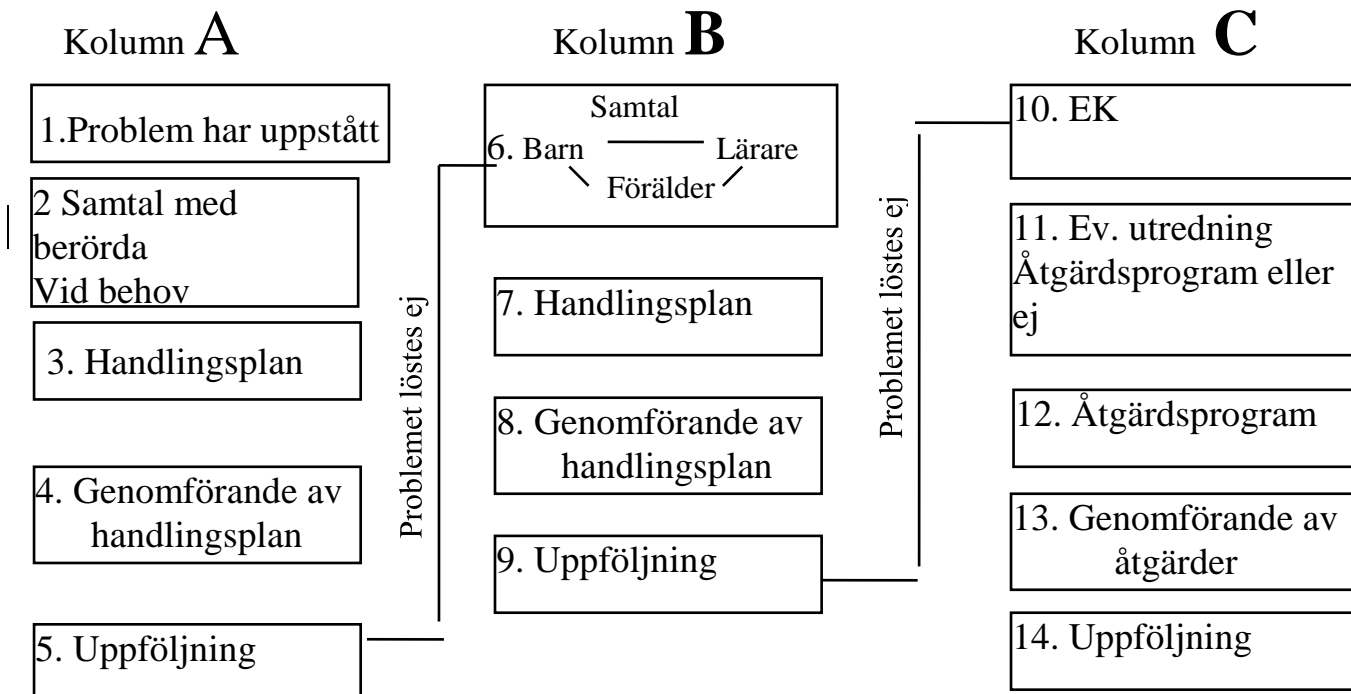 Kolumn A
1.Problem har uppstått
2 Samtal med
berörda
Vid behov
3. Handlingsplan
4. Genomförande av
handlingsplan
5. Uppföljning
Problemet löstes ej
Kolumn B
Samtal
6. Barn Lärare
Förälder
7. Handlingsplan
8. Genomförande av
handlingsplan
9. Uppföljning
Problemet löstes ej
Kolumn C
10. EK
11. Ev. utredning
Åtgärdsprogram eller
ej
12. Åtgärdsprogram
13. Genomförande av
åtgärder
14. Uppföljning